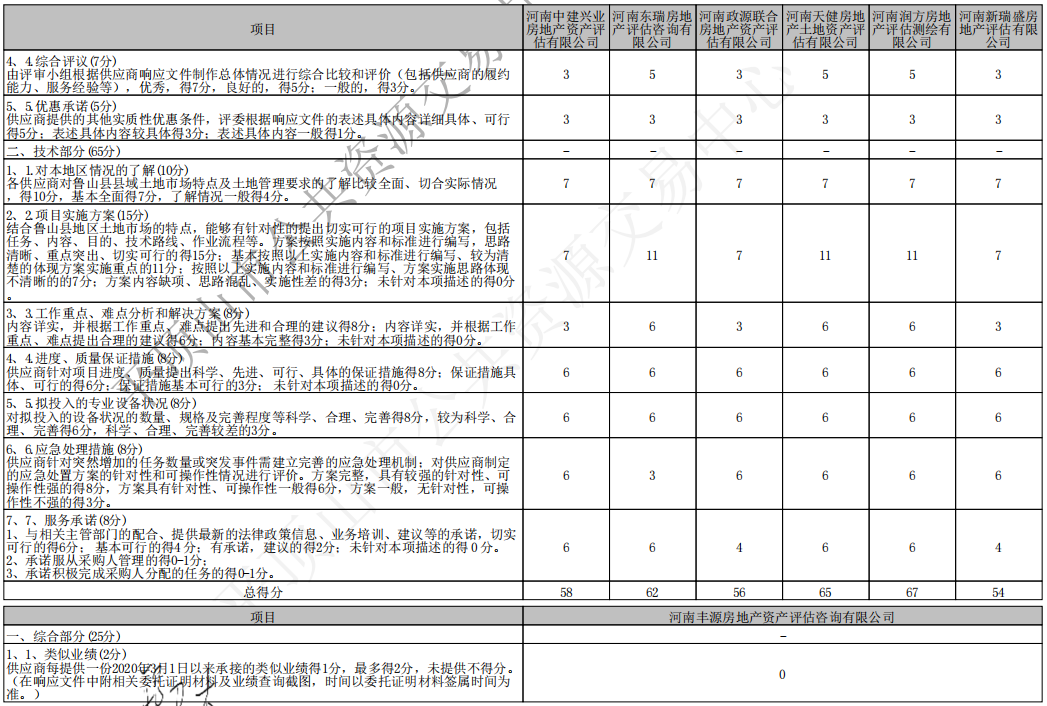 项目
河南中建兴业房地产资产评估有限公司
河南东瑞房地产评估咨询有限公司
河南政源联合房地产资产评估有限公司
河南天健房地产土地资产评估有限公司
河南润方房地产评估测绘有限公司
河南新瑞盛房地产评估有限公司
4、4.综合评议(7分)
由评审小组根据供应商响应文件制作总体情况进行综合比较和评价（包括供应商的履约
能力、服务经验等），优秀，得7分，良好的，得5分；一般的，得3分。
3 5 3 5 5 3
5、5.优惠承诺(5分)
供应商提供的其他实质性优惠条件，评委根据响应文件的表述具体内容详细具体、可行
得5分；表述具体内容较具体得3分；表述具体内容一般得1分。
3 3 3 3 3 3
二、技术部分(65分)
– – – – – –
1、1.对本地区情况的了解(10分)
各供应商对鲁山县县域土地市场特点及土地管理要求的了解比较全面、切合实际情况
，得10分，基本全面得7分，了解情况一般得4分。
7 7 7 7 7 7
2、2.项目实施方案(15分)
结合鲁山县地区土地市场的特点，能够有针对性的提出切实可行的项目实施方案，包括
任务、内容、目的、技术路线、作业流程等。方案按照实施内容和标准进行编写，思路
清晰、重点突出、切实可行的得15分；基本按照以上实施内容和标准进行编写、较为清
楚的体现方案实施重点的11分；按照以上实施内容和标准进行编写、方案实施思路体现
不清晰的的7分；方案内容缺项、思路混乱、实施性差的得3分；未针对本项描述的得0分
。
7 11 7 11 11 7
3、3.工作重点、难点分析和解决方案(8分)
内容详实，并根据工作重点、难点提出先进和合理的建议得8分；内容详实，并根据工作
重点、难点提出合理的建议得6分；内容基本完整得3分；未针对本项描述的得0分。
3 6 3 6 6 3
4、4.进度、质量保证措施(8分)
供应商针对项目进度、质量提出科学、先进、可行、具体的保证措施得8分；保证措施具
体、可行的得6分；保证措施基本可行的3分； 未针对本项描述的得0分。
6 6 6 6 6 6
5、5.拟投入的专业设备状况(8分)
对拟投入的设备状况的数量、规格及完善程度等科学、合理、完善得8分，较为科学、合
理、完善得6分，科学、合理、完善较差的3分。
6 6 6 6 6 6
6、6.应急处理措施(8分)
供应商针对突然增加的任务数量或突发事件需建立完善的应急处理机制；对供应商制定
的应急处置方案的针对性和可操作性情况进行评价。方案完整，具有较强的针对性、可
操作性强的得8分，方案具有针对性、可操作性一般得6分，方案一般，无针对性，可操
作性不强的得3分。
6 3 6 6 6 6
7、7、服务承诺(8分)
1、与相关主管部门的配合、提供最新的法律政策信息、业务培训、建议等的承诺，切实
可行的得6分； 基本可行的得4分；有承诺，建议的得2分；未针对本项描述的得0分。
2、承诺服从采购人管理的得0-1分；
3、承诺积极完成采购人分配的任务的得0-1分。
6 6 4 6 6 4
总得分
58 62 56 65 67 54
项目
河南丰源房地产资产评估咨询有限公司
一、综合部分(25分)
–
1、1、类似业绩(2分)
供应商每提供一份2020年3月1日以来承接的类似业绩得1分，最多得2分，未提供不得分。
（在响应文件中附相关委托证明材料及业绩查询截图，时间以委托证明材料签属时间为
准。）
0
平顶山市公共资源交易中心
平顶山市公共资源交易中心